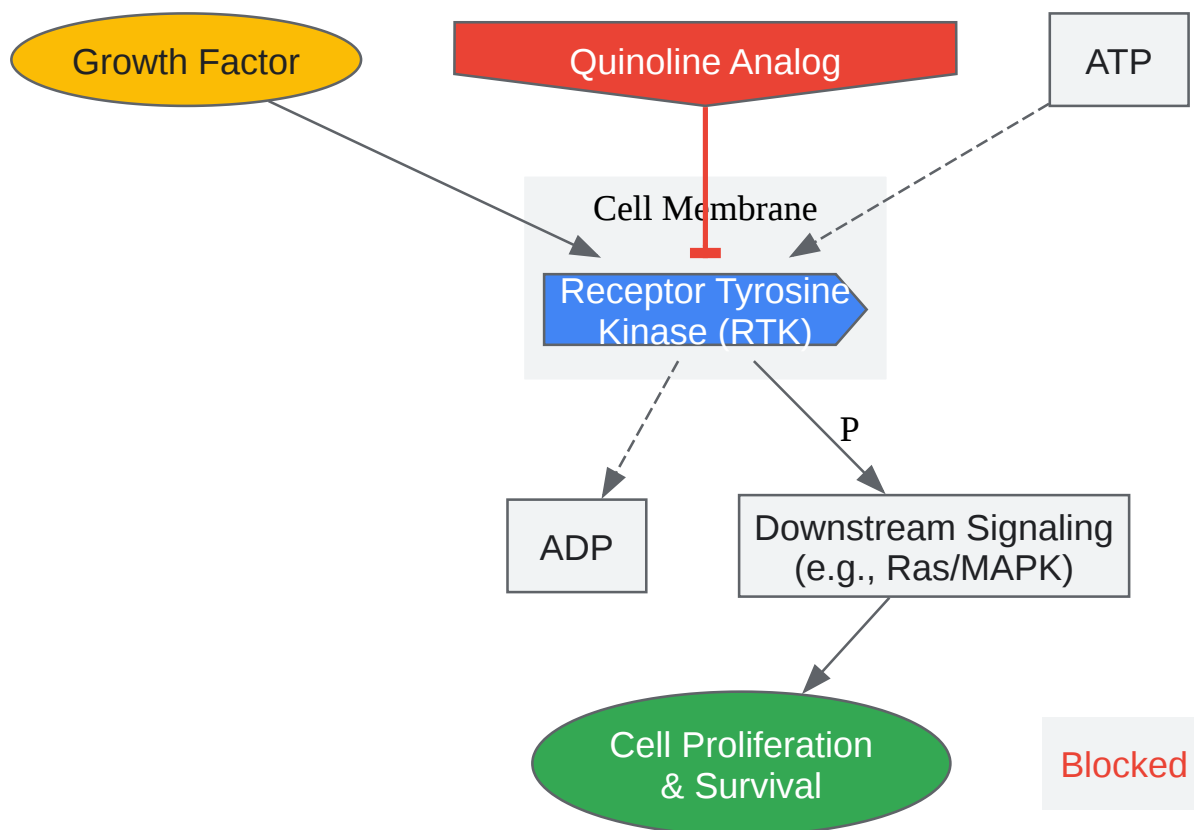 Growth Factor
Quinoline Analog
ATP
Cell Membrane
Receptor Tyrosine
Kinase (RTK)
P
ADP
Downstream Signaling
(e.g., Ras/MAPK)
Cell Proliferation
& Survival
Blocked